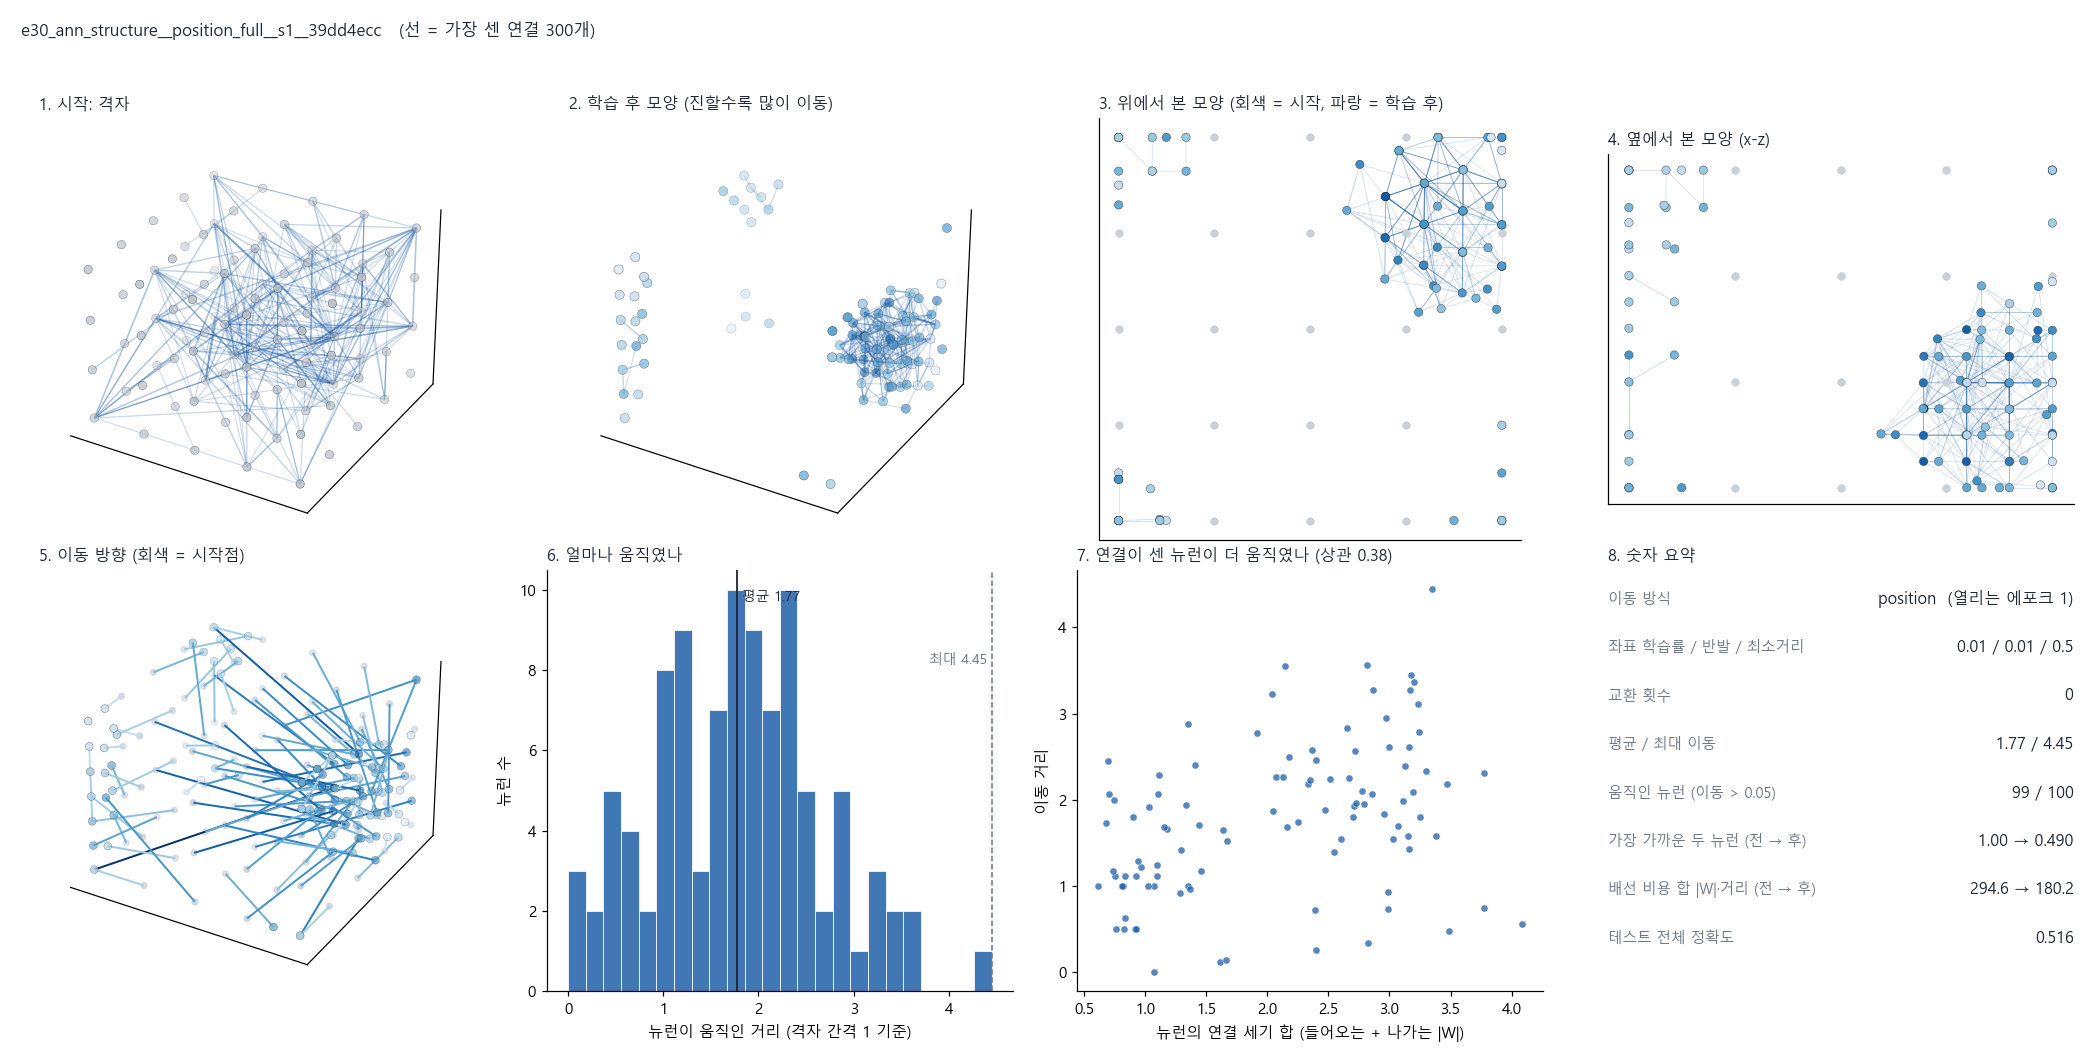 e30_ann_structure__position_full__s1__39dd4ecc (선 = 가장 센 연결 300개)
1. 시작: 격자
2. 학습 후 모양 (진할수록 많이 이동)
3. 위에서 본 모양 (회색 = 시작, 파랑 = 학습 후)
4. 옆에서 본 모양 (x-z)
5. 이동 방향 (회색 = 시작점)
6. 얼마나 움직였나
평균 1.77
최대 4.45
뉴런 수
0
2
4
6
8
10
0 1 2 3 4
뉴런이 움직인 거리 (격자 간격 1 기준)
7. 연결이 센 뉴런이 더 움직였나 (상관 0.38)
이동 거리
0
1
2
3
4
0.5 1.0 1.5 2.0 2.5 3.0 3.5 4.0
뉴런의 연결 세기 합 (들어오는 + 나가는 |W|)
8. 숫자 요약
이동 방식 position (열리는 에포크 1)
좌표 학습률 / 반발 / 최소거리 0.01 / 0.01 / 0.5
교환 횟수 0
평균 / 최대 이동 1.77 / 4.45
움직인 뉴런 (이동 > 0.05) 99 / 100
가장 가까운 두 뉴런 (전 → 후) 1.00 → 0.490
배선 비용 합 |W|·거리 (전 → 후) 294.6 → 180.2
테스트 전체 정확도 0.516